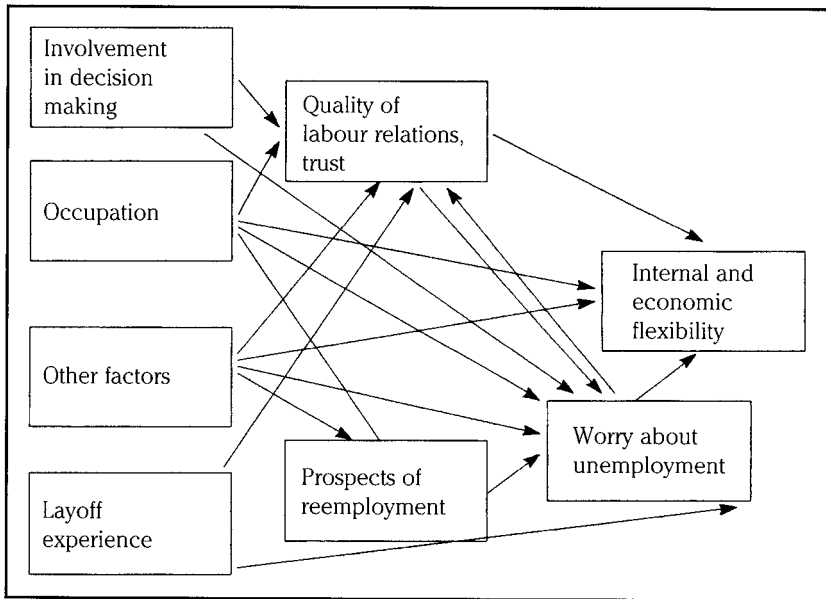 Involvement
in decision
making
Quality of
labour relations,
trust
Occupation
Internal and
economic
flexibility
Other factors
Worry about
unemployment
Prospects of
reemployment
Layoff
experience